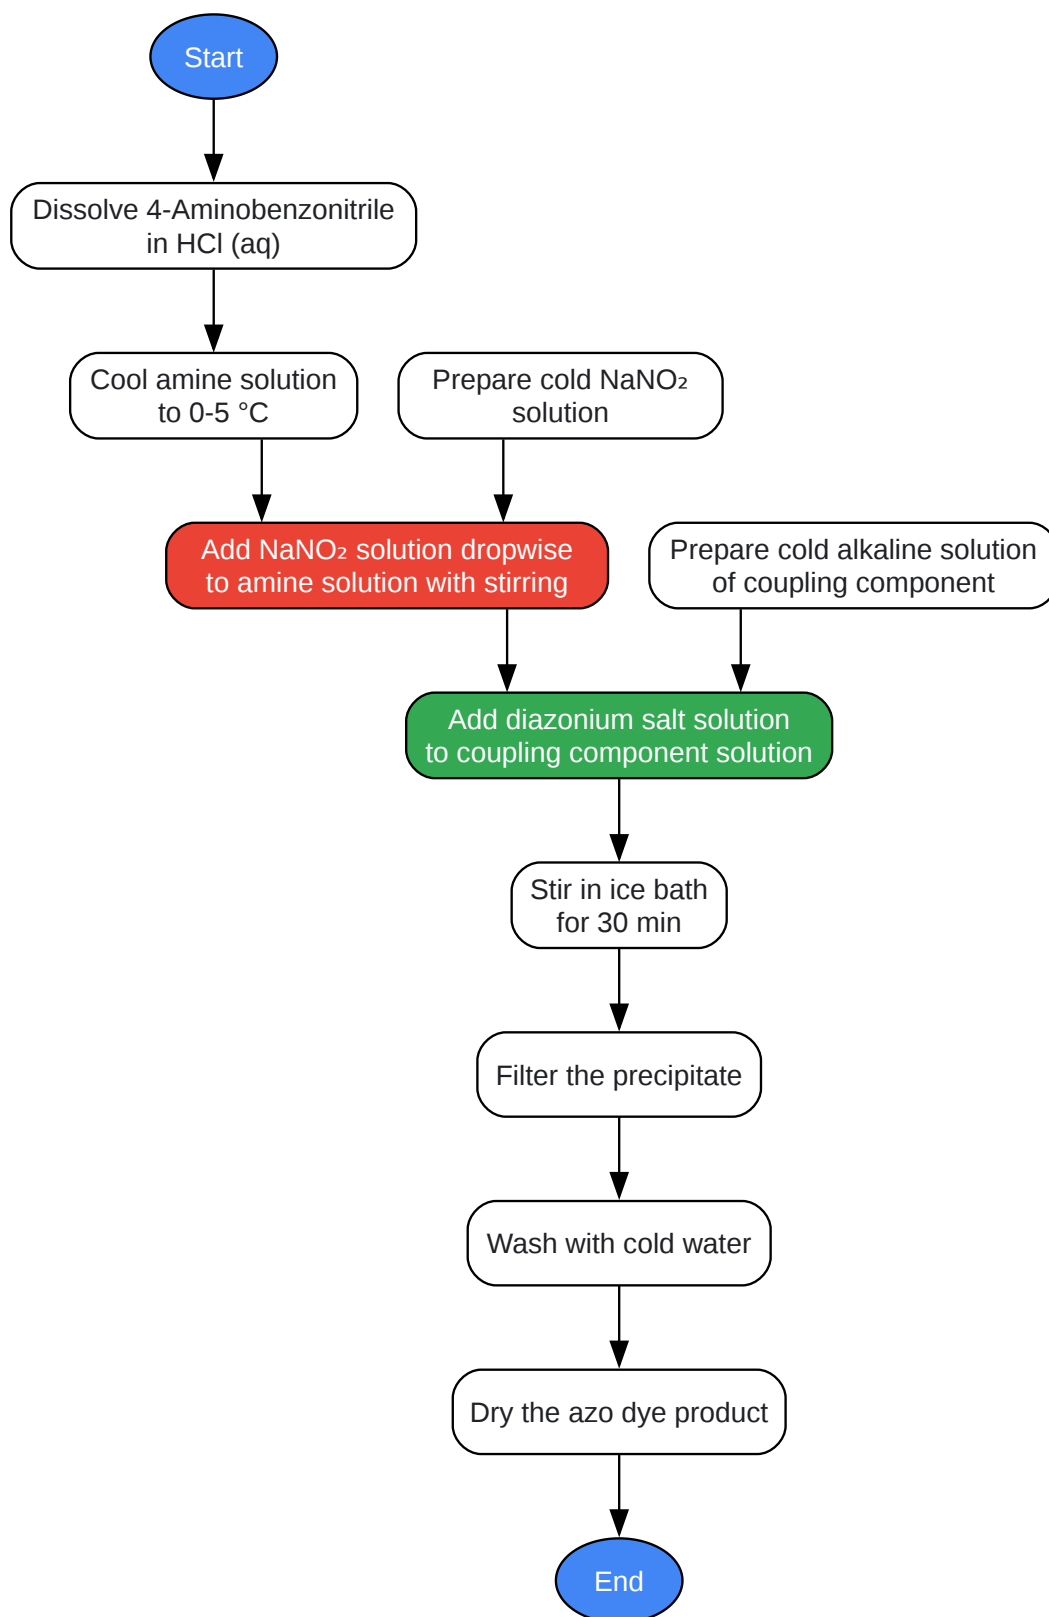 Start
Dissolve 4-Aminobenzonitrile
in HCl (aq)
Cool amine solution
to 0-5 °C
Prepare cold NaNO₂
solution
Add NaNO₂ solution dropwise
to amine solution with stirring
Prepare cold alkaline solution
of coupling component
Add diazonium salt solution
to coupling component solution
Stir in ice bath
for 30 min
Filter the precipitate
Wash with cold water
Dry the azo dye product
End